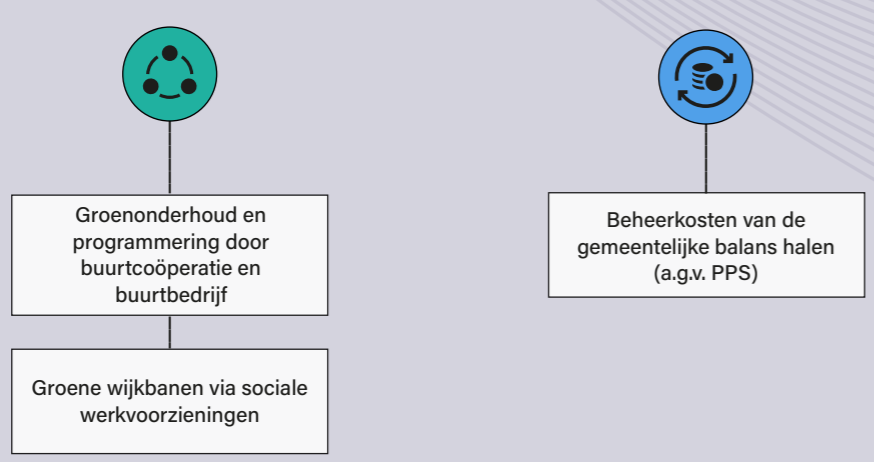 Groenonderhoud en
programmering door
buurtcoöperatie en
buurtbedrijf
Groene wijkbanen via sociale
werkvoorzieningen
Beheerkosten van de
gemeentelijke balans halen
(a.g.v. PPS)